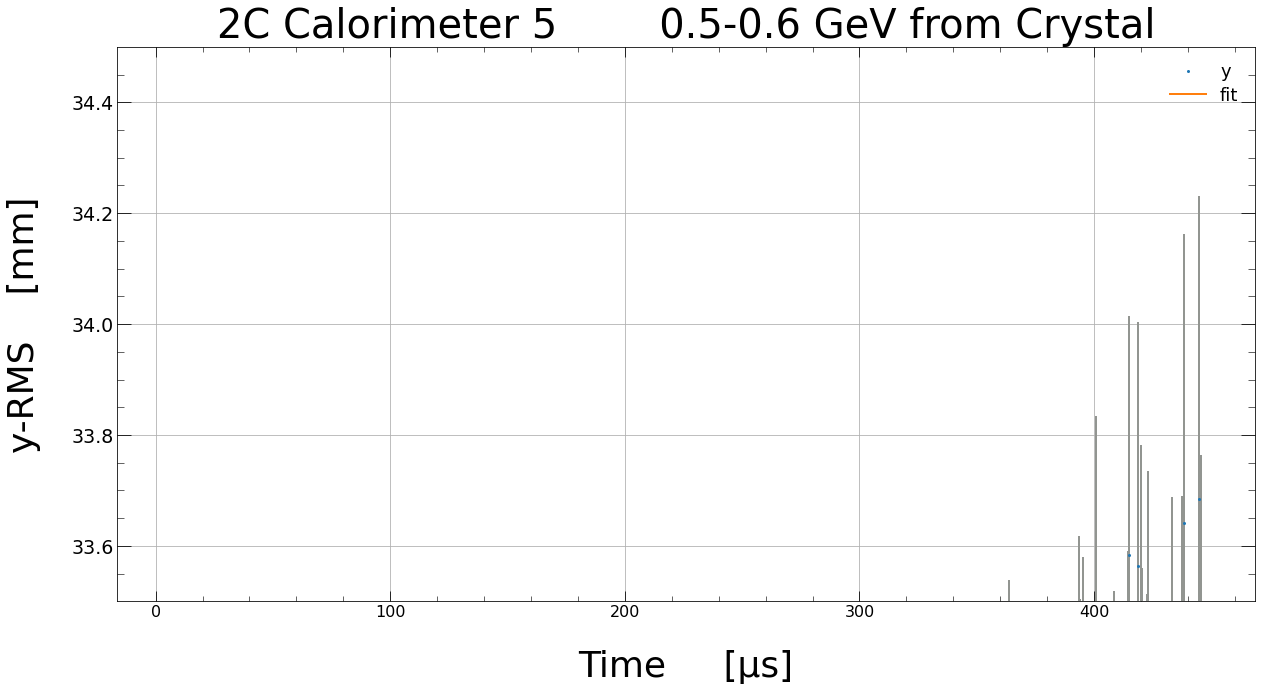 2C Calorimeter 5 0.5-0.6 GeV from Crystal
y
fit
34.4
34.2
34.0
33.8
33.6
y-RMS [mm]
0 100 200 300 400
Time [µs]